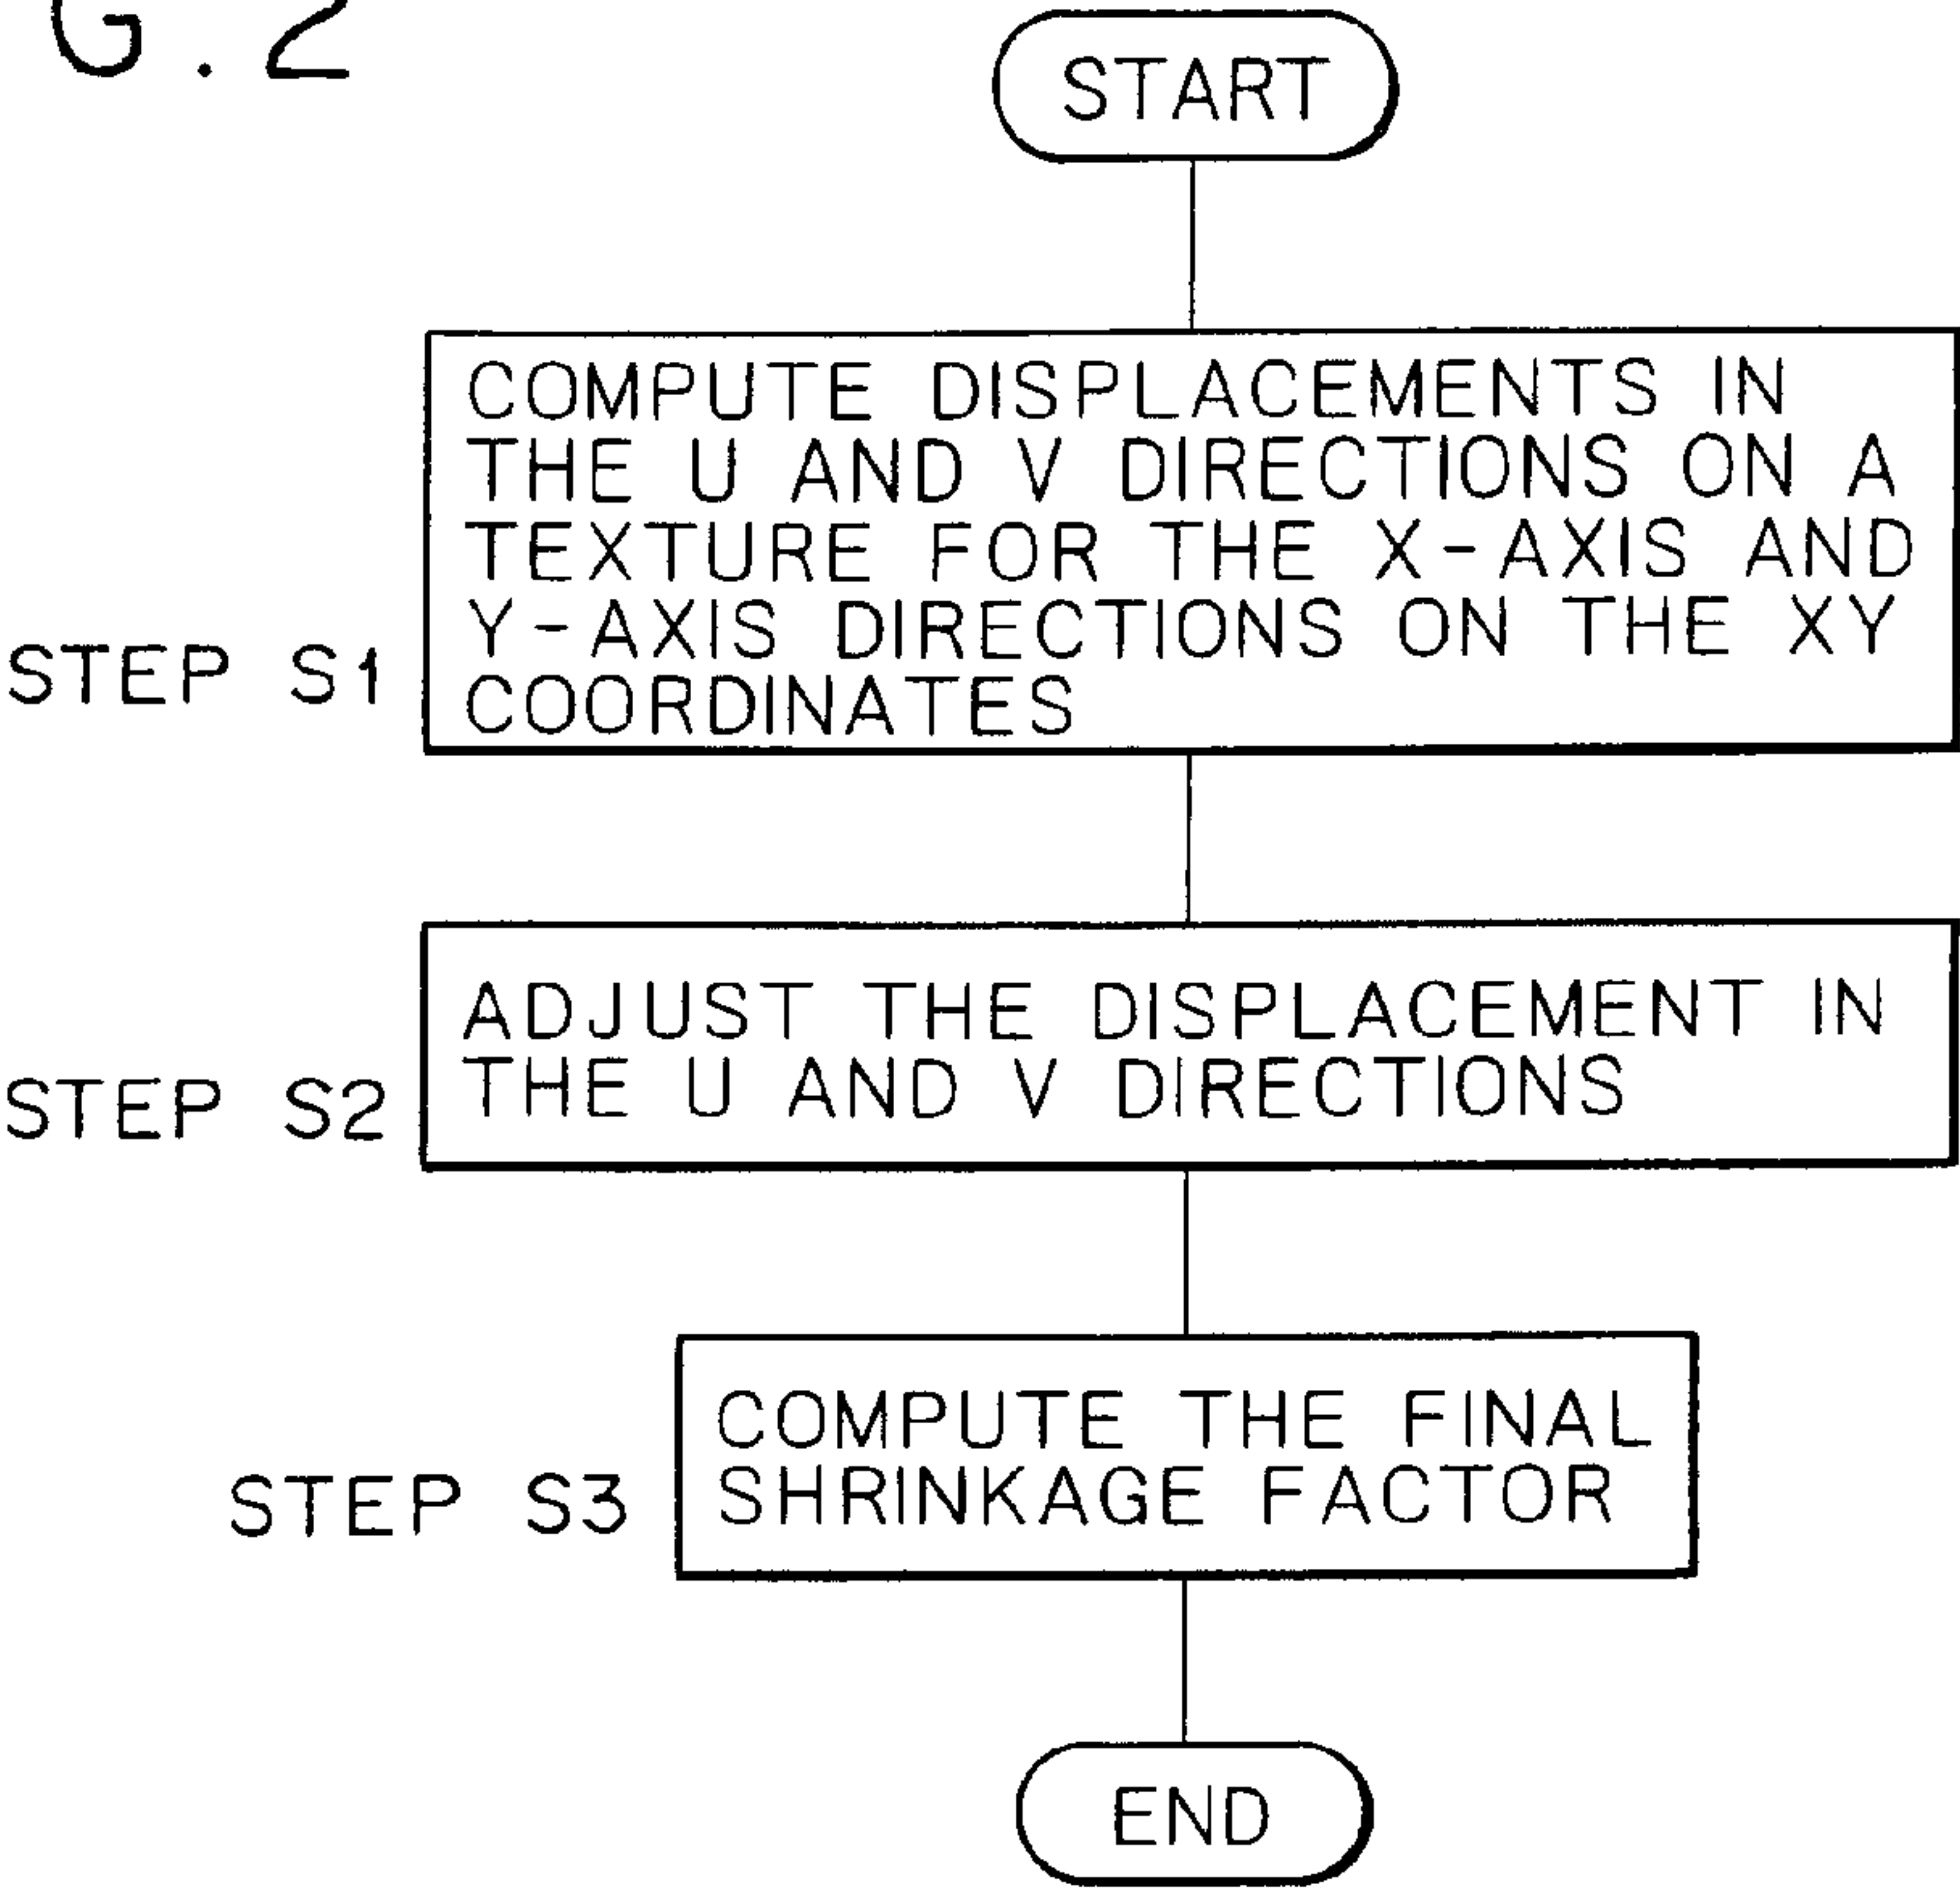 G.2
START
COMPUTE DISPLACEMENTS IN
THE U AND V DIRECTIONS ON A
TEXTURE FOR THE X-AXIS AND
Y-AXIS DIRECTIONS ON THE XY
COORDINATES
STEP S1
ADJUST THE DISPLACEMENT IN
THE U AND V DIRECTIONS
STEP S2
COMPUTE THE FINAL
SHRINKAGE FACTOR
STEP S3
END